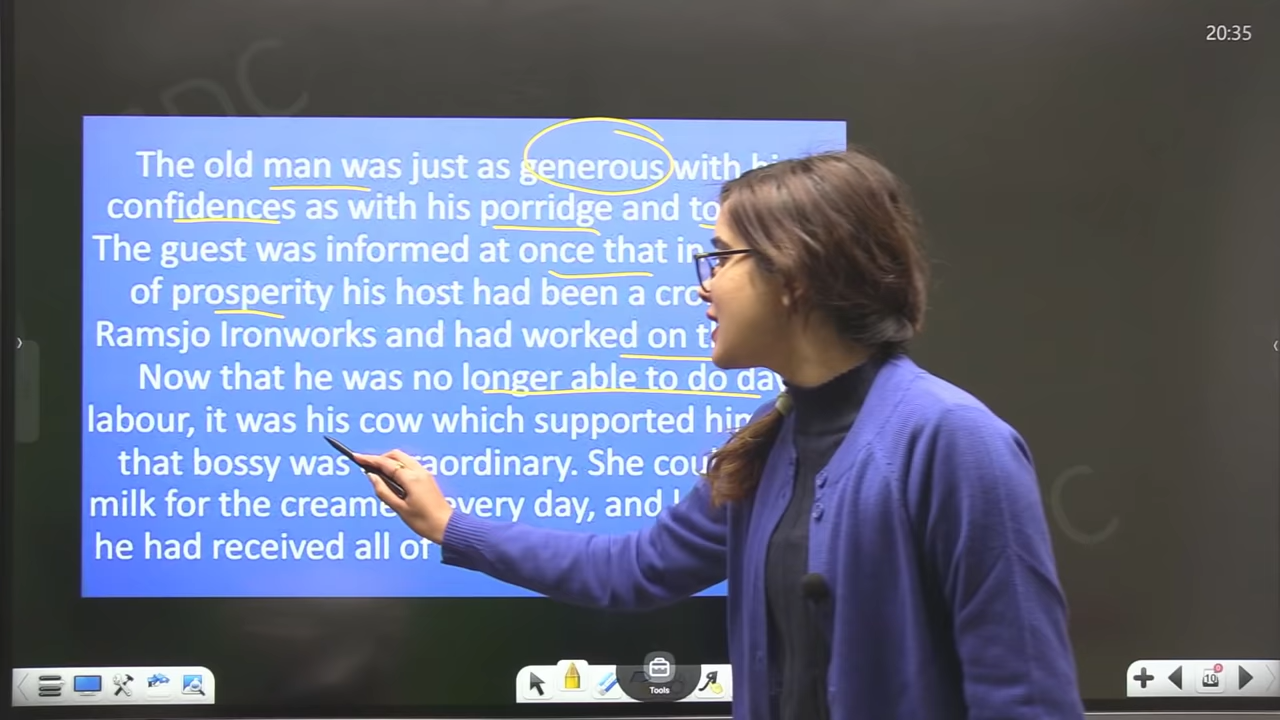 20:35
The old man was just as generous with
confidences as with his porridge and
The guest was informed at once that in
of prosperity his host had been a
Ramsjo Ironworks and had worked on
Now that he was no longer able to do
labour, it was his cow which supported
that bossy was She
milk for the every day, and
he had received all of
Tools
10